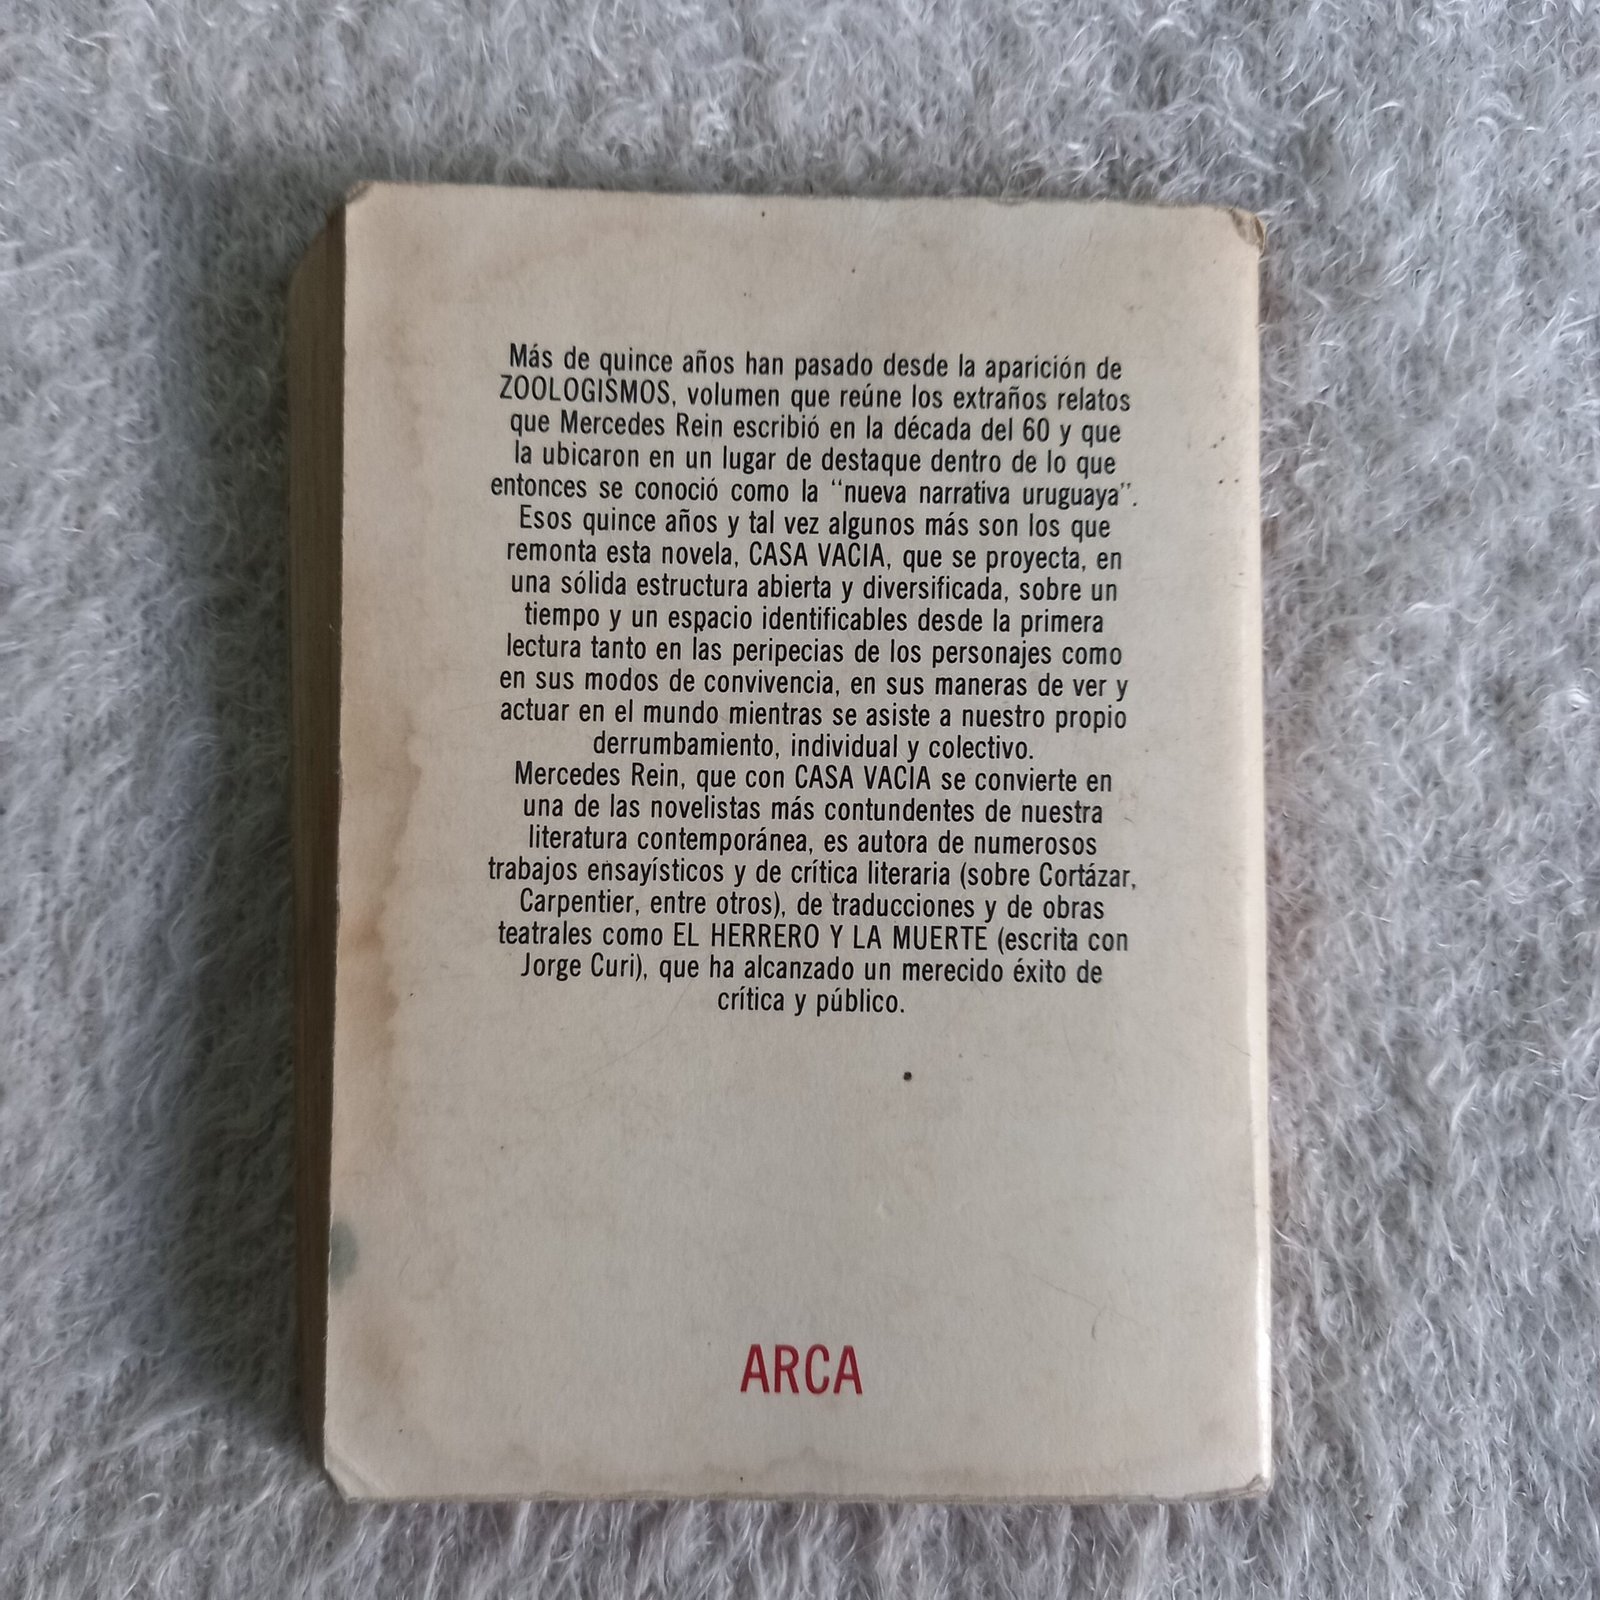 Más de quince años han pasado desde la aparición de
ZOOLOGISMOS, volumen que reúne los extraños relatos
que Mercedes Rein escribió en la década del 60 y que
la ubicaron en un lugar de destaque dentro de lo que
entonces se conoció como la "nueva narrativa uruguaya".
Esos quince años y tal vez algunos más son los que
remonta esta novela, CASA VACIA, que se proyecta, en
una sólida estructura abierta y diversificada, sobre un
tiempo y un espacio identificables desde la primera
lectura tanto en las peripecias de los personajes como
en sus modos de convivencia, en sus maneras de ver y
actuar en el mundo mientras se asiste a nuestro propio
derrumbamiento, individual y colectivo.
Mercedes Rein, que con CASA VACIA se convierte en
una de las novelistas más contundentes de nuestra
literatura contemporánea, es autora de numerosos
trabajos ensayísticos y de crítica literaria (sobre Cortázar,
Carpentier, entre otros), de traducciones y de obras
teatrales como EL HERRERO Y LA MUERTE (escrita con
Jorge Curi), que ha alcanzado un merecido éxito de
crítica y público.
ARCA